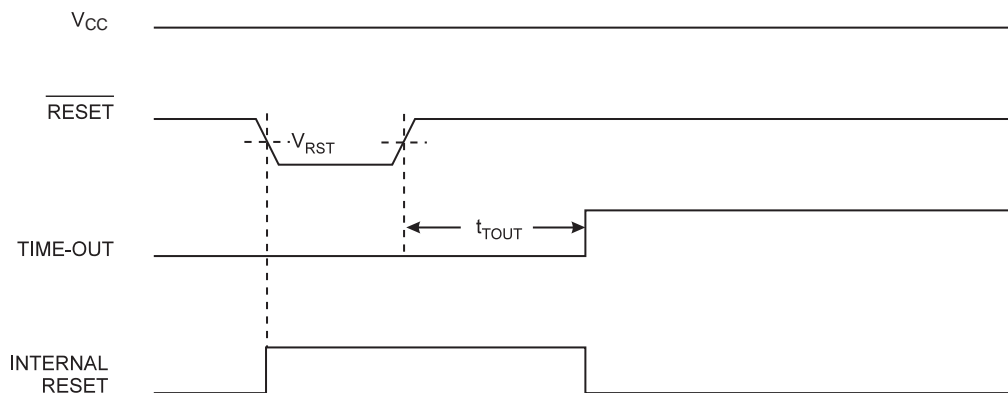 VCC
RESET
VRST
tTOUT
TIME-OUT
INTERNAL
RESET